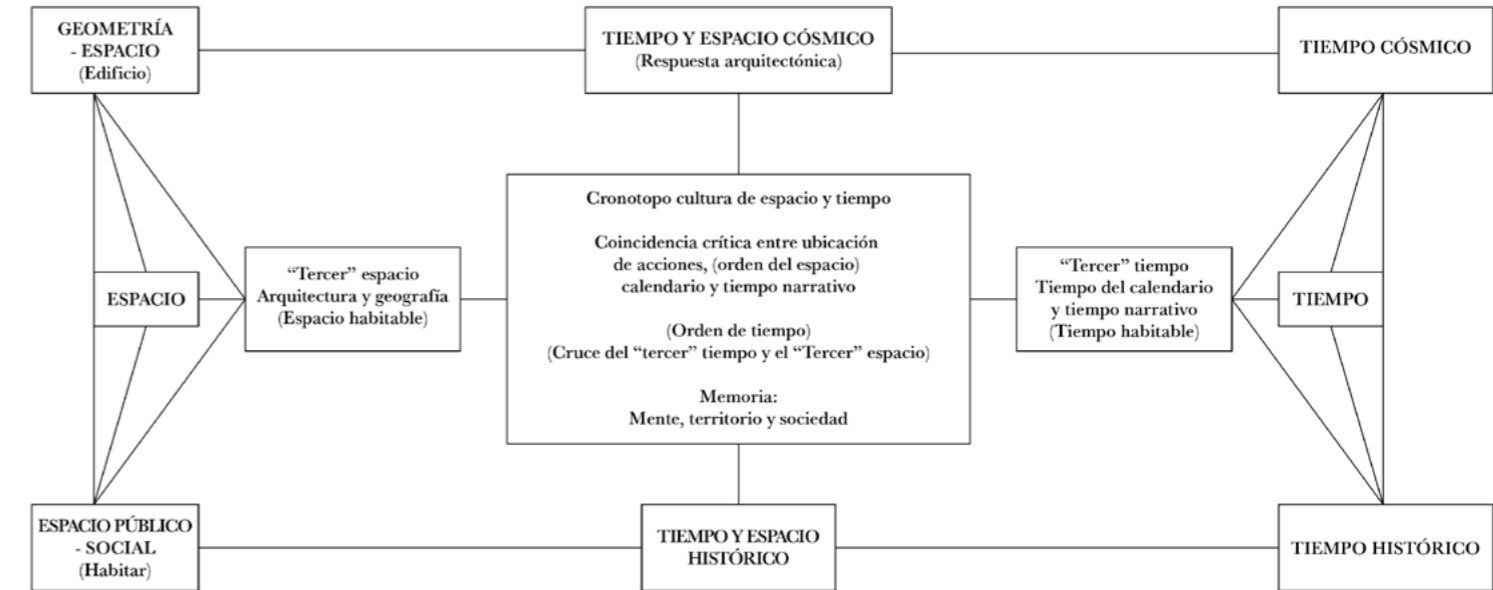 GEOMETRÍA
- ESPACIO
(Edificio)
TIEMPO Y ESPACIO CÓSMICO
(Respuesta arquitectónica)
TIEMPO CÓSMICO
Cronotopo cultura de espacio y tiempo
Coincidencia crítica entre ubicación
de acciones, (orden del espacio)
calendario y tiempo narrativo
(Orden de tiempo)
(Cruce del “tercer” tiempo y el “Tercer” espacio)
Memoria:
Mente, territorio y sociedad
ESPACIO
“Tercer” espacio
Arquitectura y geografía
(Espacio habitable)
“Tercer” tiempo
Tiempo del calendario
y tiempo narrativo
(Tiempo habitable)
TIEMPO
ESPACIO PÚBLICO
- SOCIAL
(Habitar)
TIEMPO Y ESPACIO
HISTÓRICO
TIEMPO HISTÓRICO